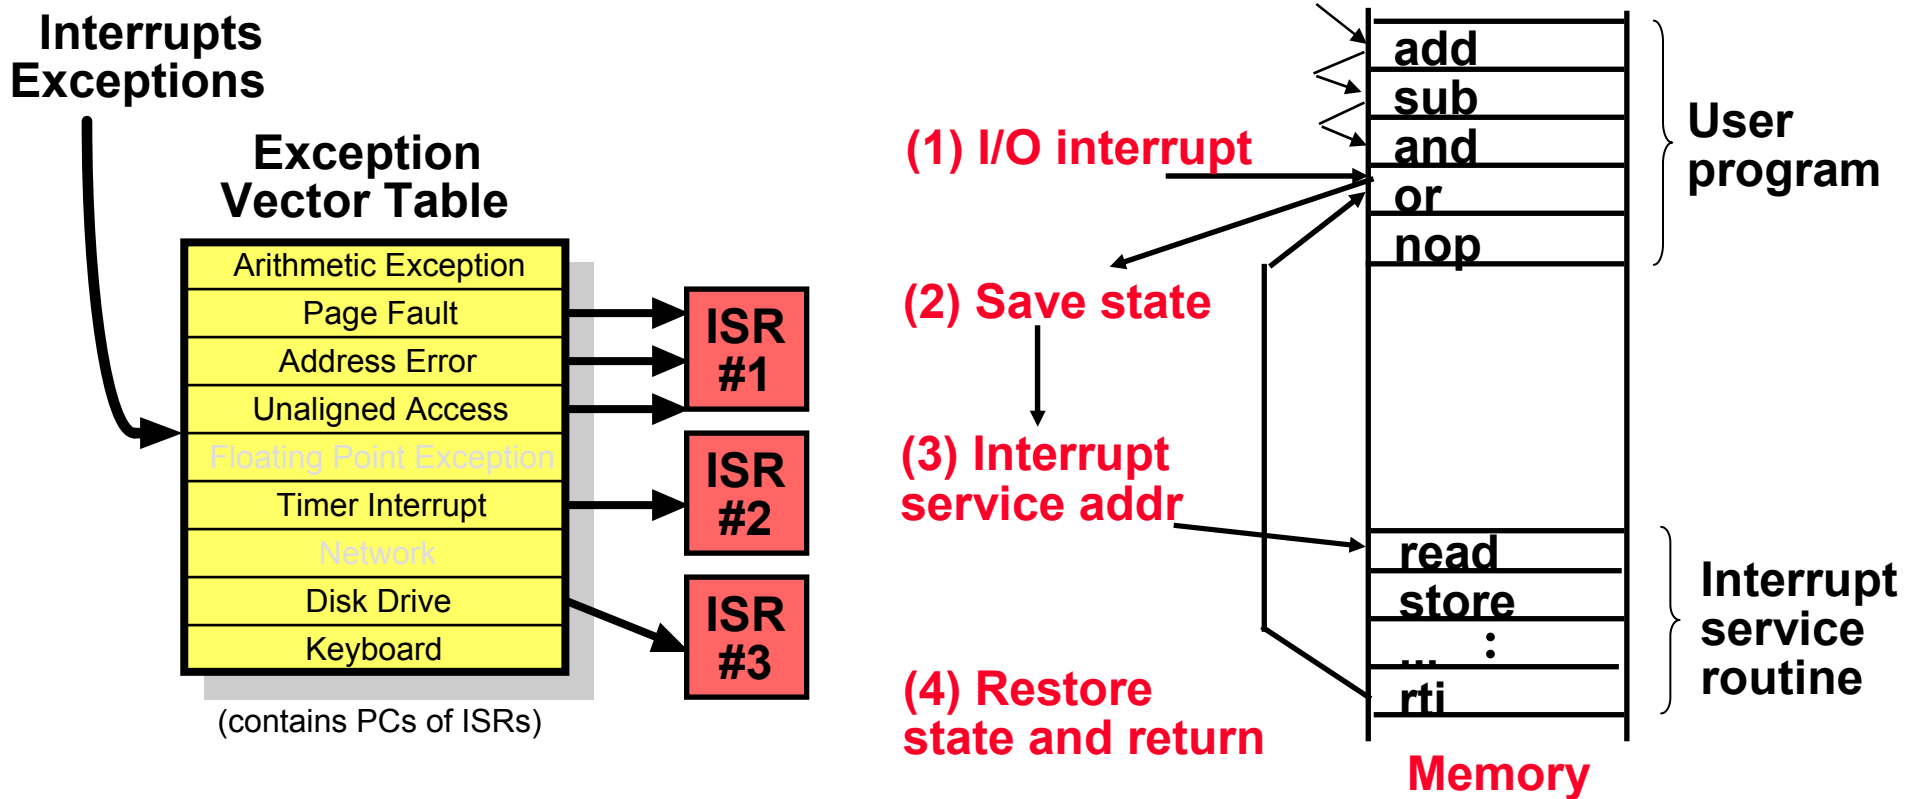 Interrupts
Exceptions
Exception
Vector Table
Arithmetic Exception
Page Fault
Address Error
Unaligned Access
Floating Point Exception
Timer Interrupt
Network
Disk Drive
Keyboard
(contains PCs of ISRs)
ISR
#1
ISR
#2
ISR
#3
(1) I/O interrupt
(2) Save state
(3) Interrupt
service addr
(4) Restore
state and return
add
sub
and
or
nop
User
program
read
store
...
:
rti
Interrupt
service
routine
Memory